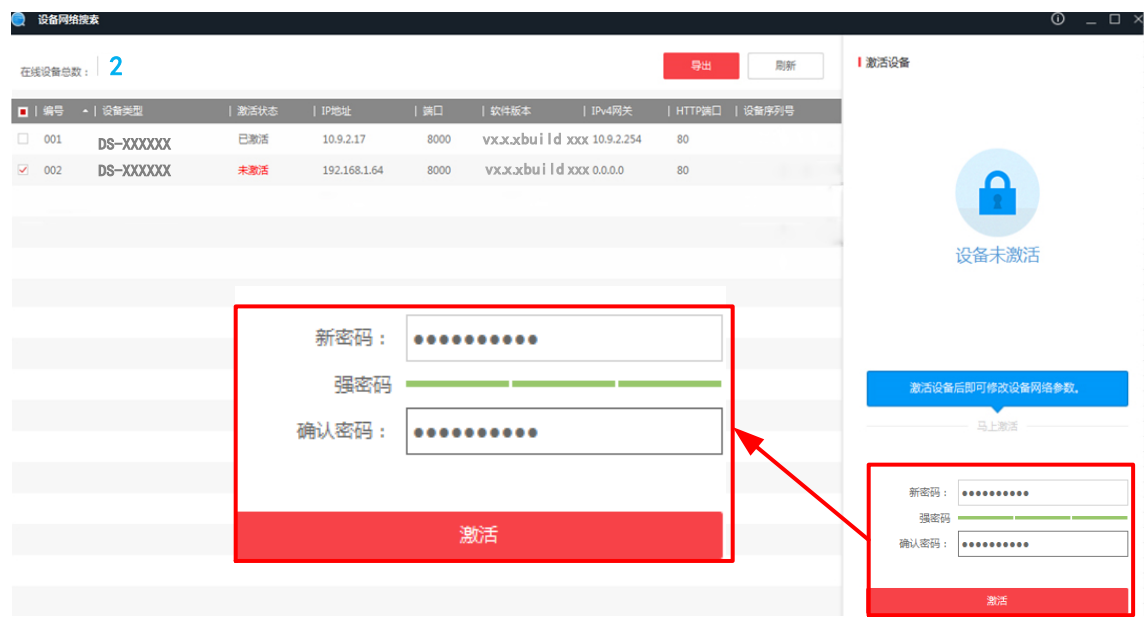 设备网络搜索
在线设备总数： 2
导出 刷新
编号 设备类型 激活状态 IP地址 端口 软件版本 IPv4网关 HTTP端口 设备序列号
001 DS-XXXXXX 已激活 10.9.2.17 8000 vx.x.xbuild xxx 10.9.2.254 80
002 DS-XXXXXX 未激活 192.168.1.64 8000 vx.x.xbuild xxx 0.0.0.0 80
新密码： ●●●●●●●●●●
强密码
确认密码： ●●●●●●●●●●
激活
激活设备
设备未激活
激活设备后即可修改设备网络参数。
马上激活
新密码： ●●●●●●●●●●
强密码
确认密码： ●●●●●●●●●●
激活